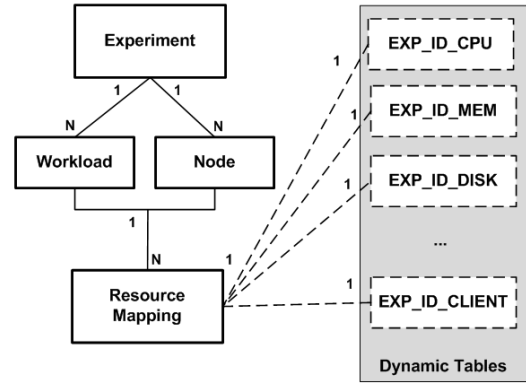 Experiment
1
1
N
N
Workload
Node
1
N
Resource
Mapping
1
1
1
1
1
EXP_ID_CPU
EXP_ID_MEM
EXP_ID_DISK
...
EXP_ID_CLIENT
Dynamic Tables